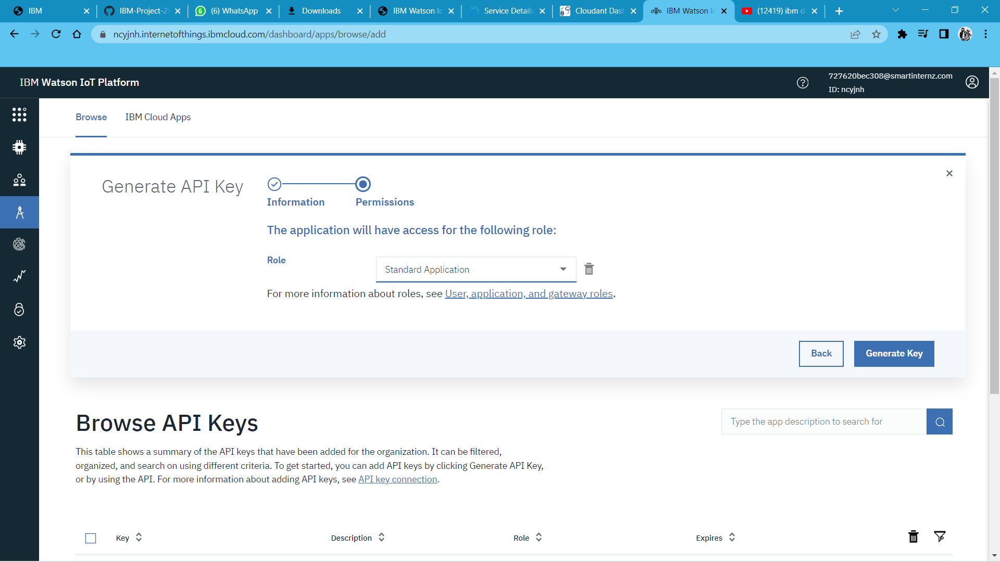 IBM
IBM-Project-2
(6) WhatsApp
Downloads
IBM Watson Io
Service Details
Cloudant Dash
IBM Watson Io
(12419) ibm d
ncyjnh.internetofthings.ibmcloud.com/dashboard/apps/browse/add
IBM Watson IoT Platform
727620bec308@smartinternz.com
ID: ncyjnh
Browse
IBM Cloud Apps
Generate API Key
Information
Permissions
The application will have access for the following role:
Role
Standard Application
For more information about roles, see User, application, and gateway roles.
Back
Generate Key
Browse API Keys
Type the app description to search for
This table shows a summary of the API keys that have been added for the organization. It can be filtered,
organized, and search on using different criteria. To get started, you can add API keys by clicking Generate API Key,
or by using the API. For more information about adding API keys, see API key connection.
Key
Description
Role
Expires